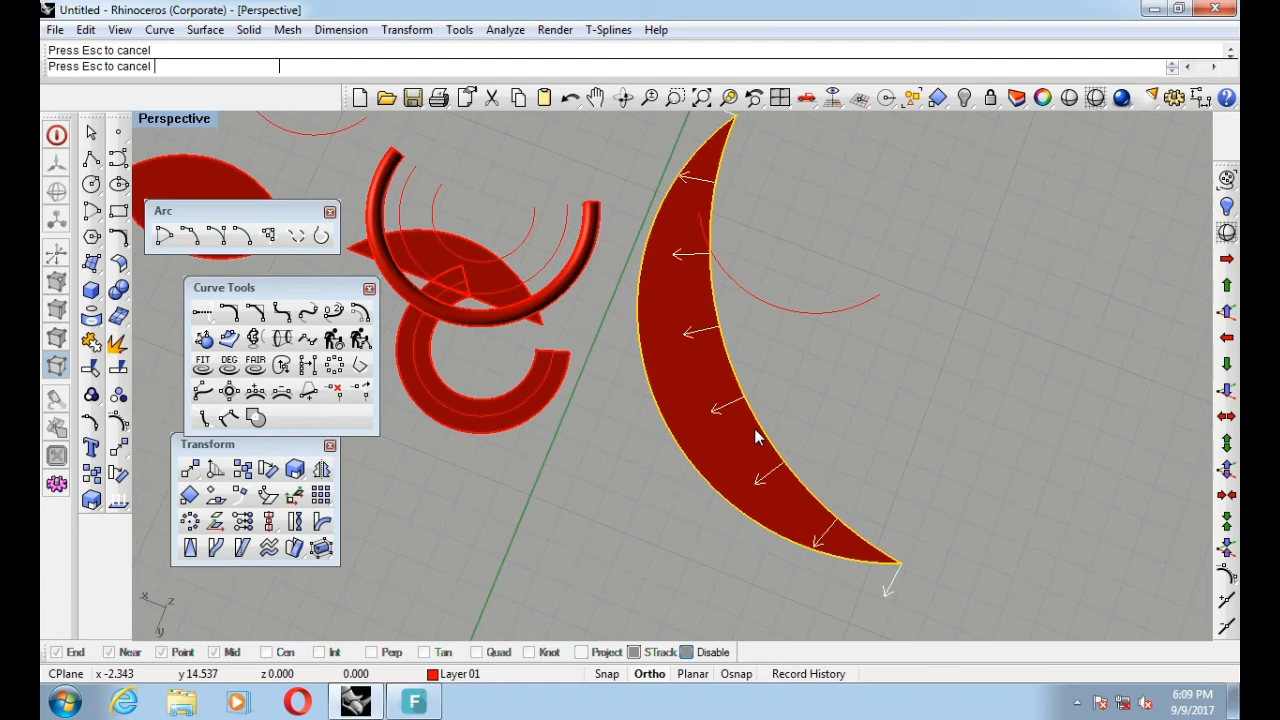 Untitled - Rhinoceros (Corporate) - [Perspective]
File Edit View Curve Surface Solid Mesh Dimension Transform Tools Analyze Render T-Splines Help
Press Esc to cancel
Press Esc to cancel
Perspective
Arc
Curve Tools
FIT DEG FAIR
Transform
x z
y
End Near Point Mid Cen Int Perp Tan Quad Knot Project STrack Disable
CPlane x -2.343 y 14.537 z 0.000 0.000 Layer 01 Snap Ortho Planar Osnap Record History
6:09 PM
9/9/2017